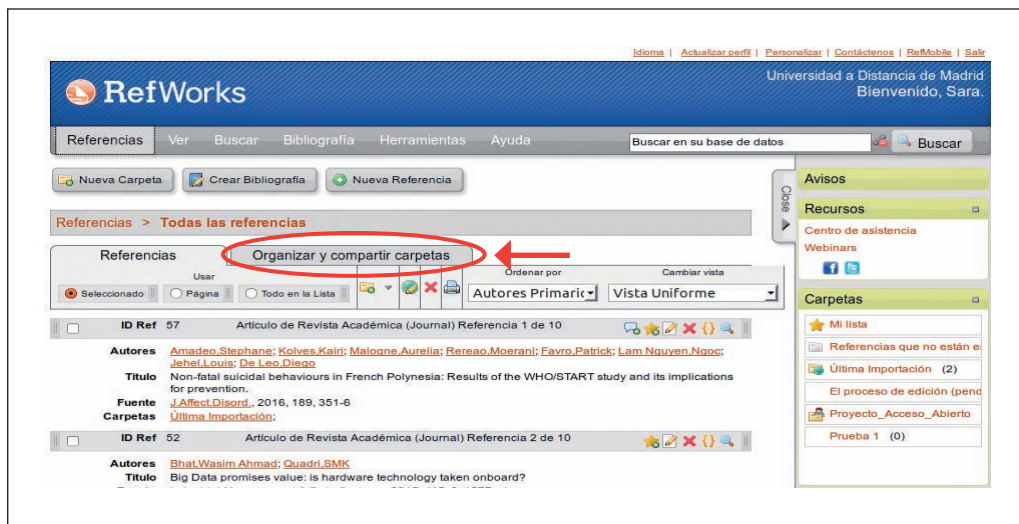 Idioma | Actualizar perfil | Personalizar | Contáctenos | RefMobile | Salir
RefWorks
Universidad a Distancia de Madrid
Bienvenido, Sara.
Referencias Ver Buscar Bibliografía Herramientas Ayuda Buscar en su base de datos Buscar
Nueva Carpeta Crear Bibliografía Nueva Referencia
Close
Referencias > Todas las referencias
Referencias Organizar y compartir carpetas
Usar
Seleccionado Página Todo en la Lista
Ordenar por
Autores Primaric
Cambiar vista
Vista Uniforme
ID Ref 57 Artículo de Revista Académica (Journal) Referencia 1 de 10
Autores Amadeo,Stephane; Kolves,Kairi; Malogne,Aurelia; Rereao,Moerani; Favro,Patrick; Lam Nguyen,Ngoc;
Jehel,Louis; De Leo,Diego
Título Non-fatal suicidal behaviours in French Polynesia: Results of the WHO/START study and its implications
for prevention.
Fuente J.Affect.Disord., 2016, 189, 351-6
Carpetas Última Importación;
ID Ref 52 Artículo de Revista Académica (Journal) Referencia 2 de 10
Autores Bhat,Wasim Ahmad; Quadri,SMK
Título Big Data promises value: is hardware technology taken onboard?
Avisos
Recursos
Centro de asistencia
Webinars
Carpetas
Mi lista
Referencias que no están e
Última Importación (2)
El proceso de edición (pend
Proyecto_Acceso_Abierto
Prueba 1 (0)